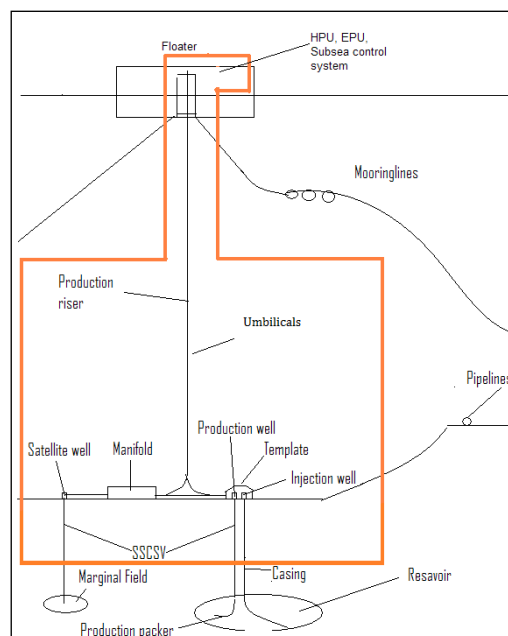 HPU, EPU,
Subsea control
system
Floater
Mooringlines
Production
riser
Umbilicals
Pipelines
Production well
Template
Satellite well
Manifold
Injection well
SSCSV
Casing
Resavoir
Marginal Field
Production packer